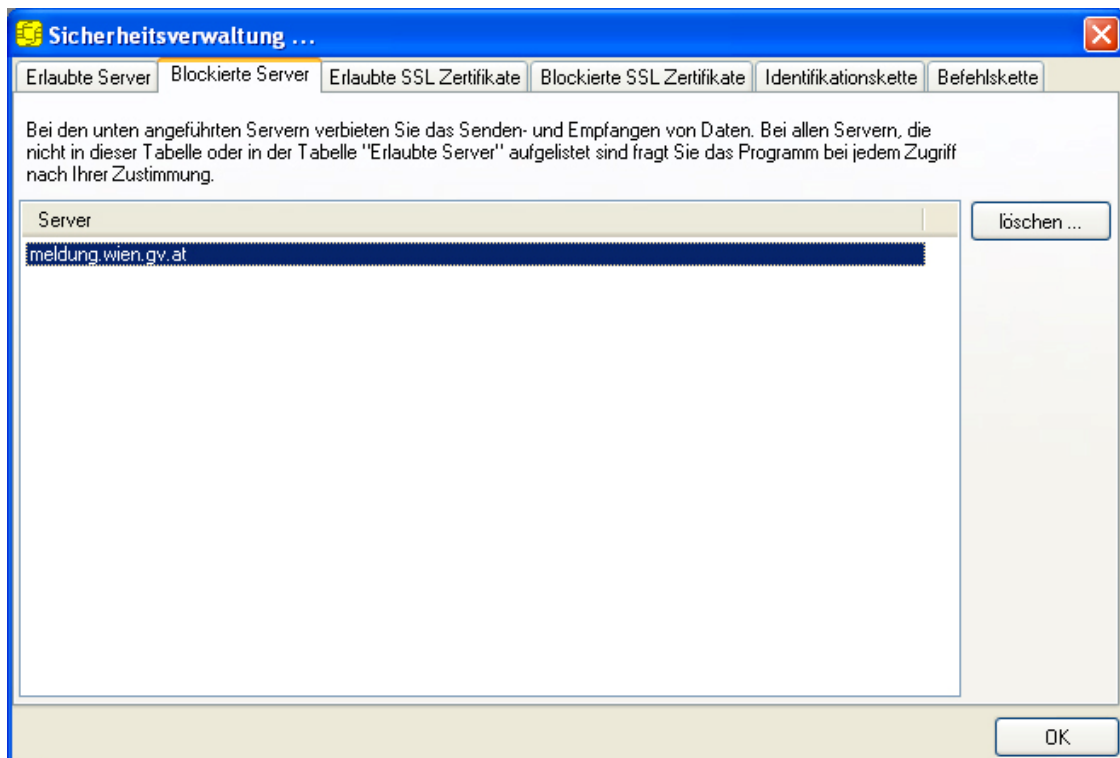 Sicherheitsverwaltung ...
Erlaubte Server Blockierte Server Erlaubte SSL Zertifikate Blockierte SSL Zertifikate Identifikationskette Befehlskette
Bei den unten angeführten Servern verbieten Sie das Senden- und Empfangen von Daten. Bei allen Servern, die
nicht in dieser Tabelle oder in der Tabelle "Erlaubte Server" aufgelistet sind fragt Sie das Programm bei jedem Zugriff
nach Ihrer Zustimmung.
Server
löschen ...
meldung.wien.gv.at
OK